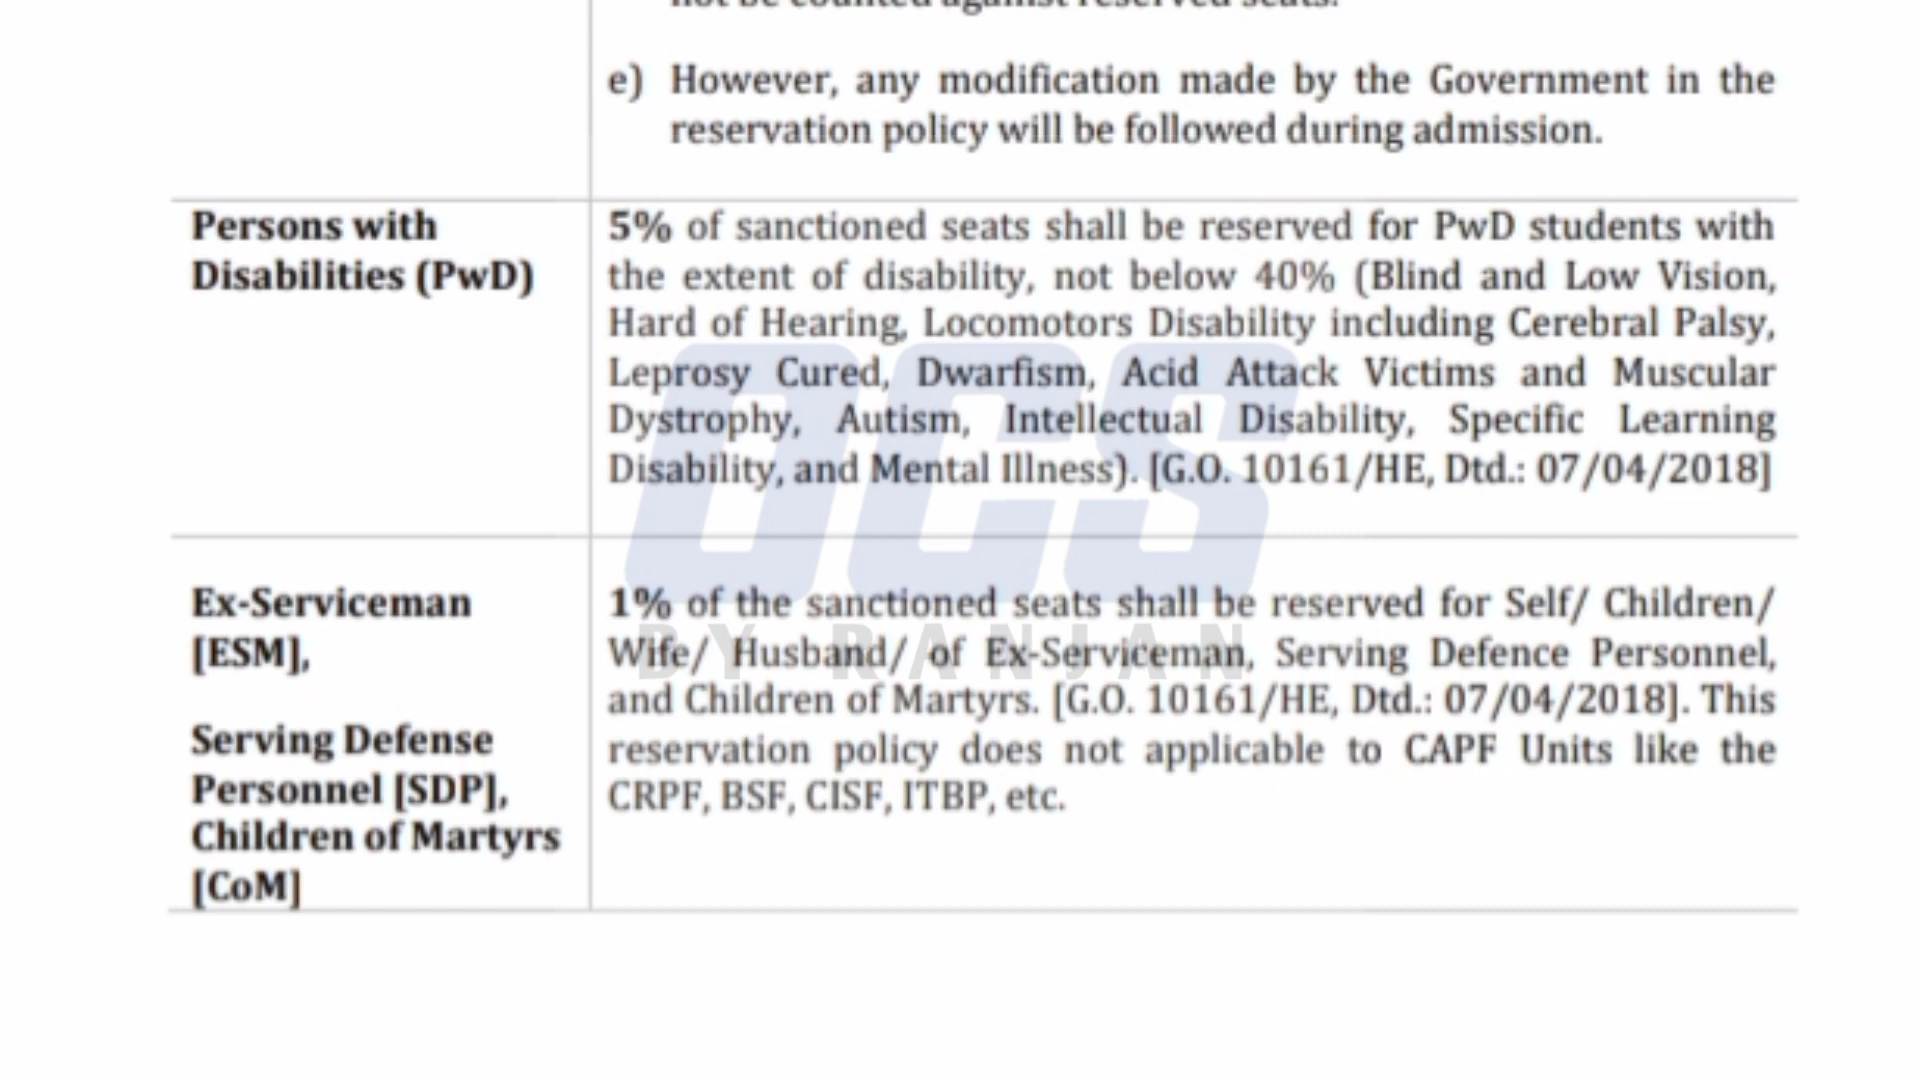 not be counted against reserved seats.
e) However, any modification made by the Government in the
reservation policy will be followed during admission.
Persons with
Disabilities (PwD)
5% of sanctioned seats shall be reserved for PwD students with
the extent of disability, not below 40% (Blind and Low Vision,
Hard of Hearing, Locomotors Disability including Cerebral Palsy,
Leprosy Cured, Dwarfism, Acid Attack Victims and Muscular
Dystrophy, Autism, Intellectual Disability, Specific Learning
Disability, and Mental Illness). [G.O. 10161/HE, Dtd.: 07/04/2018]
Ex-Serviceman
[ESM],
Serving Defense
Personnel [SDP],
Children of Martyrs
[CoM]
1% of the sanctioned seats shall be reserved for Self/ Children/
Wife/ Husband/ of Ex-Serviceman, Serving Defence Personnel,
and Children of Martyrs. [G.O. 10161/HE, Dtd.: 07/04/2018]. This
reservation policy does not applicable to CAPF Units like the
CRPF, BSF, CISF, ITBP, etc.
OCS
BY RANJAN